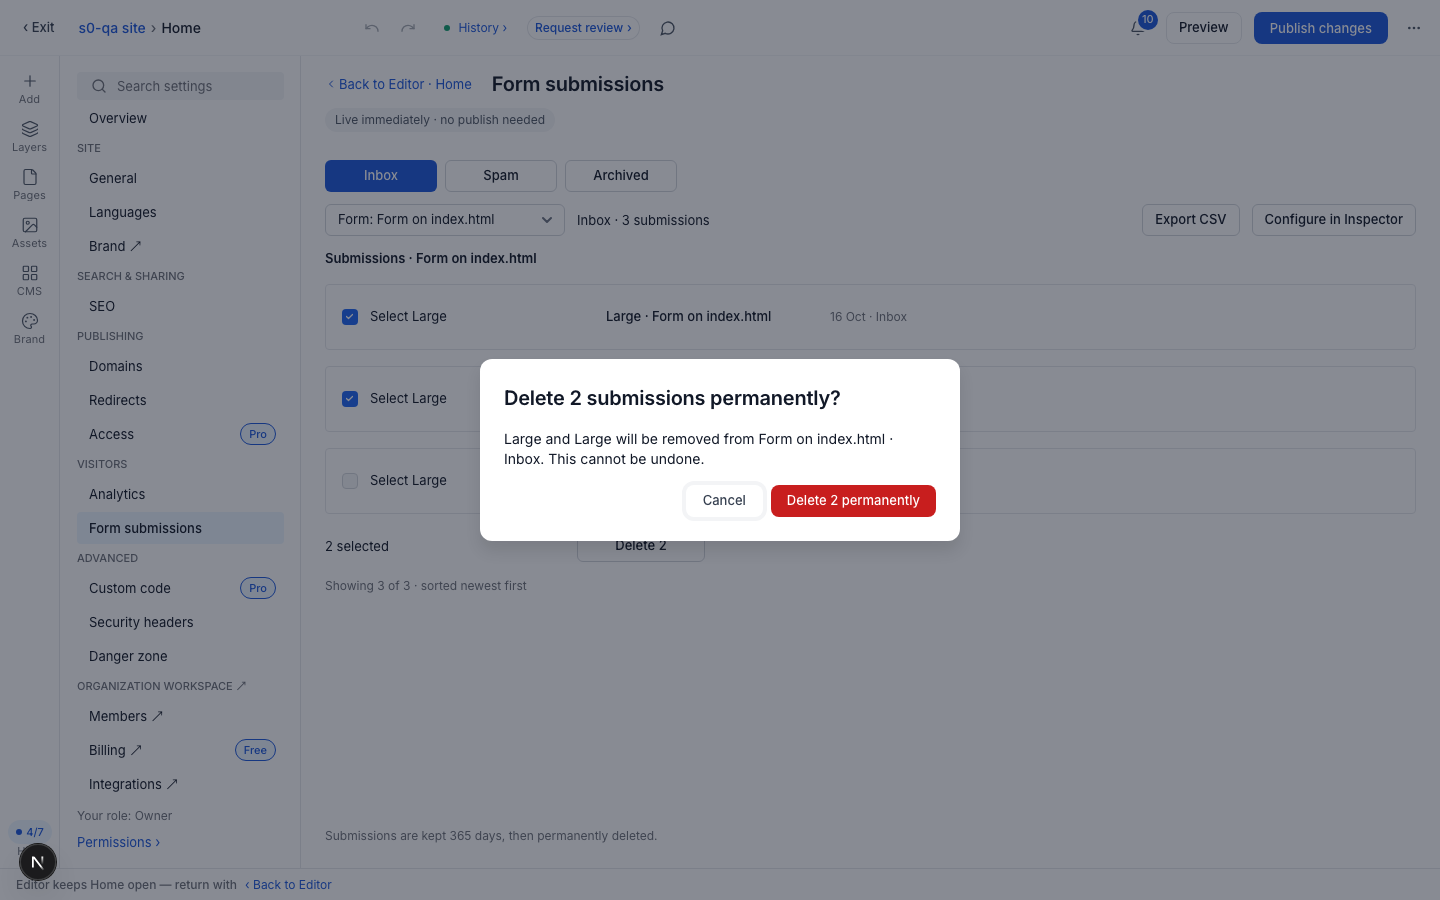 ‹ Exit
s0-qa site › Home
History ›
Request review ›
10
Preview
Publish changes
Add
Layers
Pages
Assets
CMS
Brand
4/7
Search settings
Overview
SITE
General
Languages
Brand ↗
SEARCH & SHARING
SEO
PUBLISHING
Domains
Redirects
Access
Pro
VISITORS
Analytics
Form submissions
ADVANCED
Custom code
Pro
Security headers
Danger zone
ORGANIZATION WORKSPACE ↗
Members ↗
Billing ↗
Free
Integrations ↗
Your role: Owner
Permissions ›
‹ Back to Editor · Home
Form submissions
Live immediately · no publish needed
Inbox
Spam
Archived
Form: Form on index.html
Inbox · 3 submissions
Export CSV
Configure in Inspector
Submissions · Form on index.html
Select Large
Large · Form on index.html
16 Oct · Inbox
Select Large
Select Large
Delete 2 submissions permanently?
Large and Large will be removed from Form on index.html ·
Inbox. This cannot be undone.
Cancel
Delete 2 permanently
2 selected
Delete 2
Showing 3 of 3 · sorted newest first
Submissions are kept 365 days, then permanently deleted.
N
Editor keeps Home open — return with
‹ Back to Editor